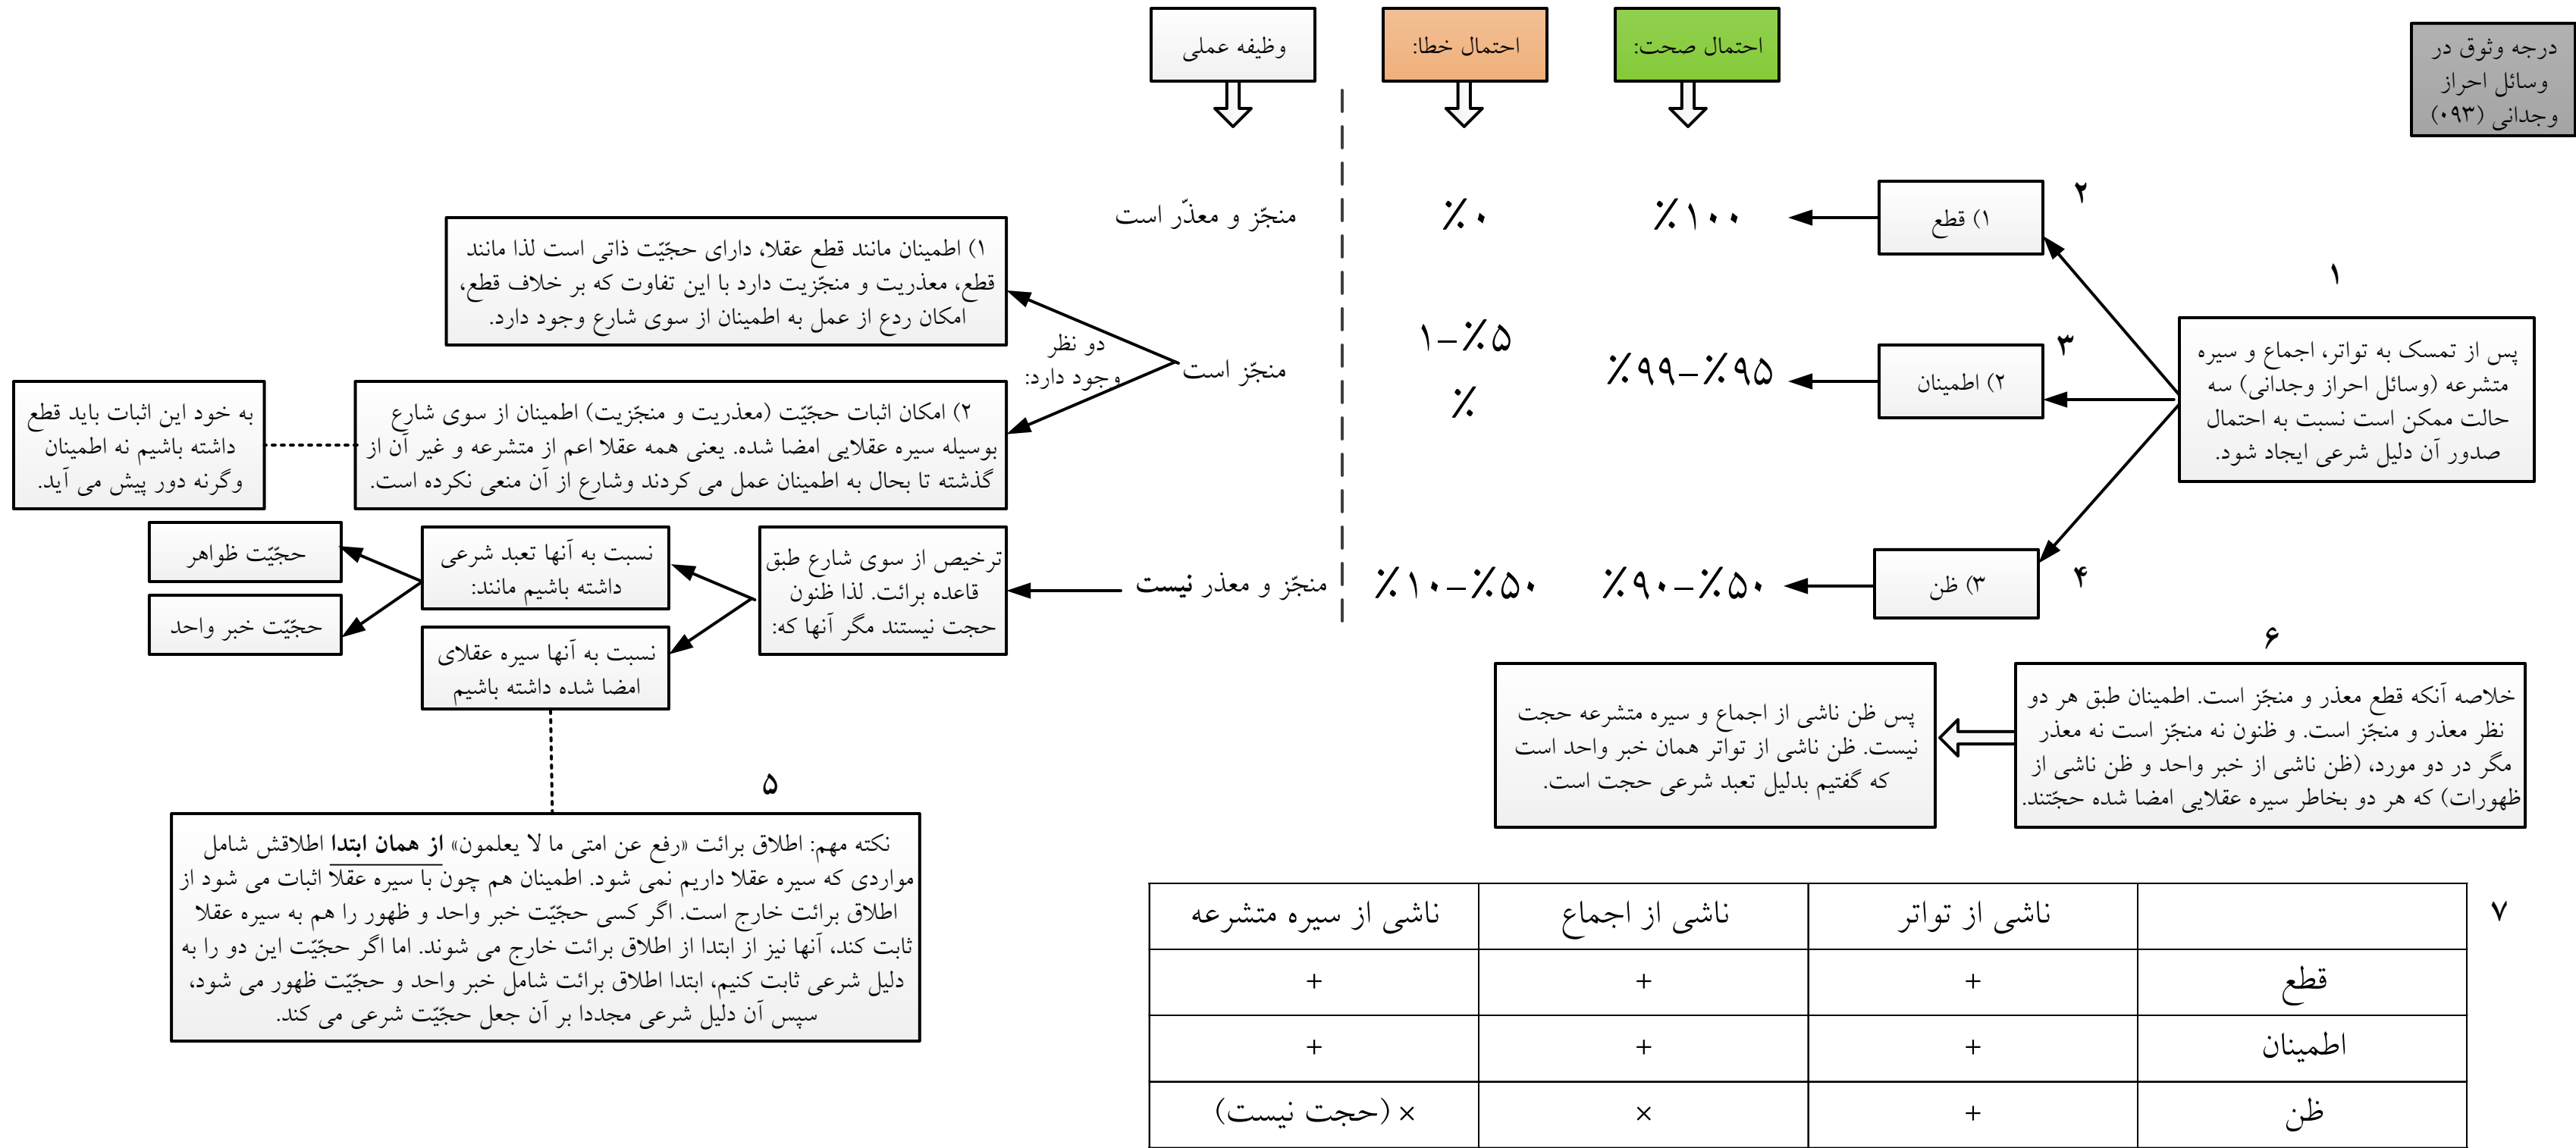 درجه وثوق در
وسائل احراز
وجدانی (۰۹۳)
احتمال صحت:
احتمال خطا:
وظیفه عملی
۱
پس از تمسک به تواتر، اجماع و سیره
متشرعه (وسائل احراز وجدانی) سه
حالت ممکن است نسبت به احتمال
صدور آن دلیل شرعی ایجاد شود.
۲
۱) قطع
٪۱۰۰
٪۰
منجّز و معذّر است
۳
۲) اطمینان
٪۹۹-٪۹۵
۱-٪۵
٪
منجّز است
دو نظر
وجود دارد:
۱) اطمینان مانند قطع عقلا، دارای حجّیّت ذاتی است لذا مانند
قطع، معذریت و منجّزیت دارد با این تفاوت که بر خلاف قطع،
امکان ردع از عمل به اطمینان از سوی شارع وجود دارد.
۲) امکان اثبات حجّیّت (معذریت و منجّزیت) اطمینان از سوی شارع
بوسیله سیره عقلایی امضا شده. یعنی همه عقلا اعم از متشرعه و غیر آن از
گذشته تا بحال به اطمینان عمل می کردند وشارع از آن منعی نکرده است.
به خود این اثبات باید قطع
داشته باشیم نه اطمینان
وگرنه دور پیش می آید.
۴
۳) ظن
٪۹۰-٪۵۰
٪۱۰-٪۵۰
منجّز و معذر نیست
ترخیص از سوی شارع طبق
قاعده برائت. لذا ظنون
حجت نیستند مگر آنها که:
نسبت به آنها تعبد شرعی
داشته باشیم مانند:
حجّیّت ظواهر
حجّیّت خبر واحد
نسبت به آنها سیره عقلای
امضا شده داشته باشیم
۵
نکته مهم: اطلاق برائت «رفع عن امتی ما لا یعلمون» از همان ابتدا اطلاقش شامل
مواردی که سیره عقلا داریم نمی شود. اطمینان هم چون با سیره عقلا اثبات می شود از
اطلاق برائت خارج است. اگر کسی حجّیّت خبر واحد و ظهور را هم به سیره عقلا
ثابت کند، آنها نیز از ابتدا از اطلاق برائت خارج می شوند. اما اگر حجّیّت این دو را به
دلیل شرعی ثابت کنیم، ابتدا اطلاق برائت شامل خبر واحد و حجّیّت ظهور می شود،
سپس آن دلیل شرعی مجددا بر آن جعل حجّیّت شرعی می کند.
۶
خلاصه آنکه قطع معذر و منجّز است. اطمینان طبق هر دو
نظر معذر و منجّز است. و ظنون نه منجّز است نه معذر
مگر در دو مورد، (ظن ناشی از خبر واحد و ظن ناشی از
ظهورات) که هر دو بخاطر سیره عقلایی امضا شده حجّتند.
پس ظن ناشی از اجماع و سیره متشرعه حجت
نیست. ظن ناشی از تواتر همان خبر واحد است
که گفتیم بدلیل تعبد شرعی حجت است.
۷
ناشی از تواتر ناشی از اجماع ناشی از سیره متشرعه
قطع + + +
اطمینان + + +
ظن + × × (حجت نیست)